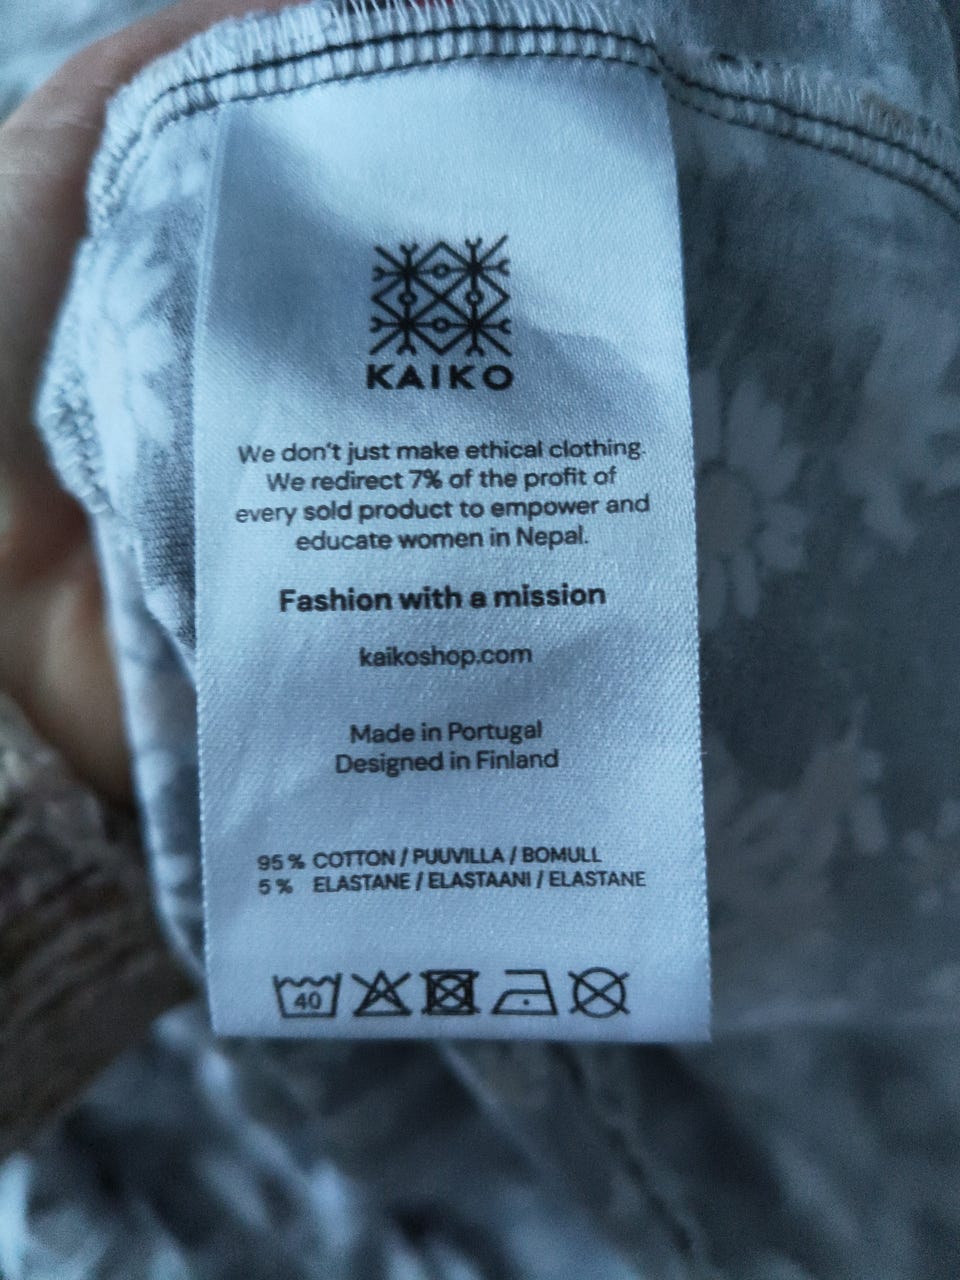 KAIKO
We don't just make ethical clothing.
We redirect 7% of the profit of
every sold product to empower and
educate women in Nepal.
Fashion with a mission
kaikoshop.com
Made in Portugal
Designed in Finland
95 % COTTON / PUUVILLA / BOMULL
5 % ELASTANE / ELASTAANI / ELASTANE
40